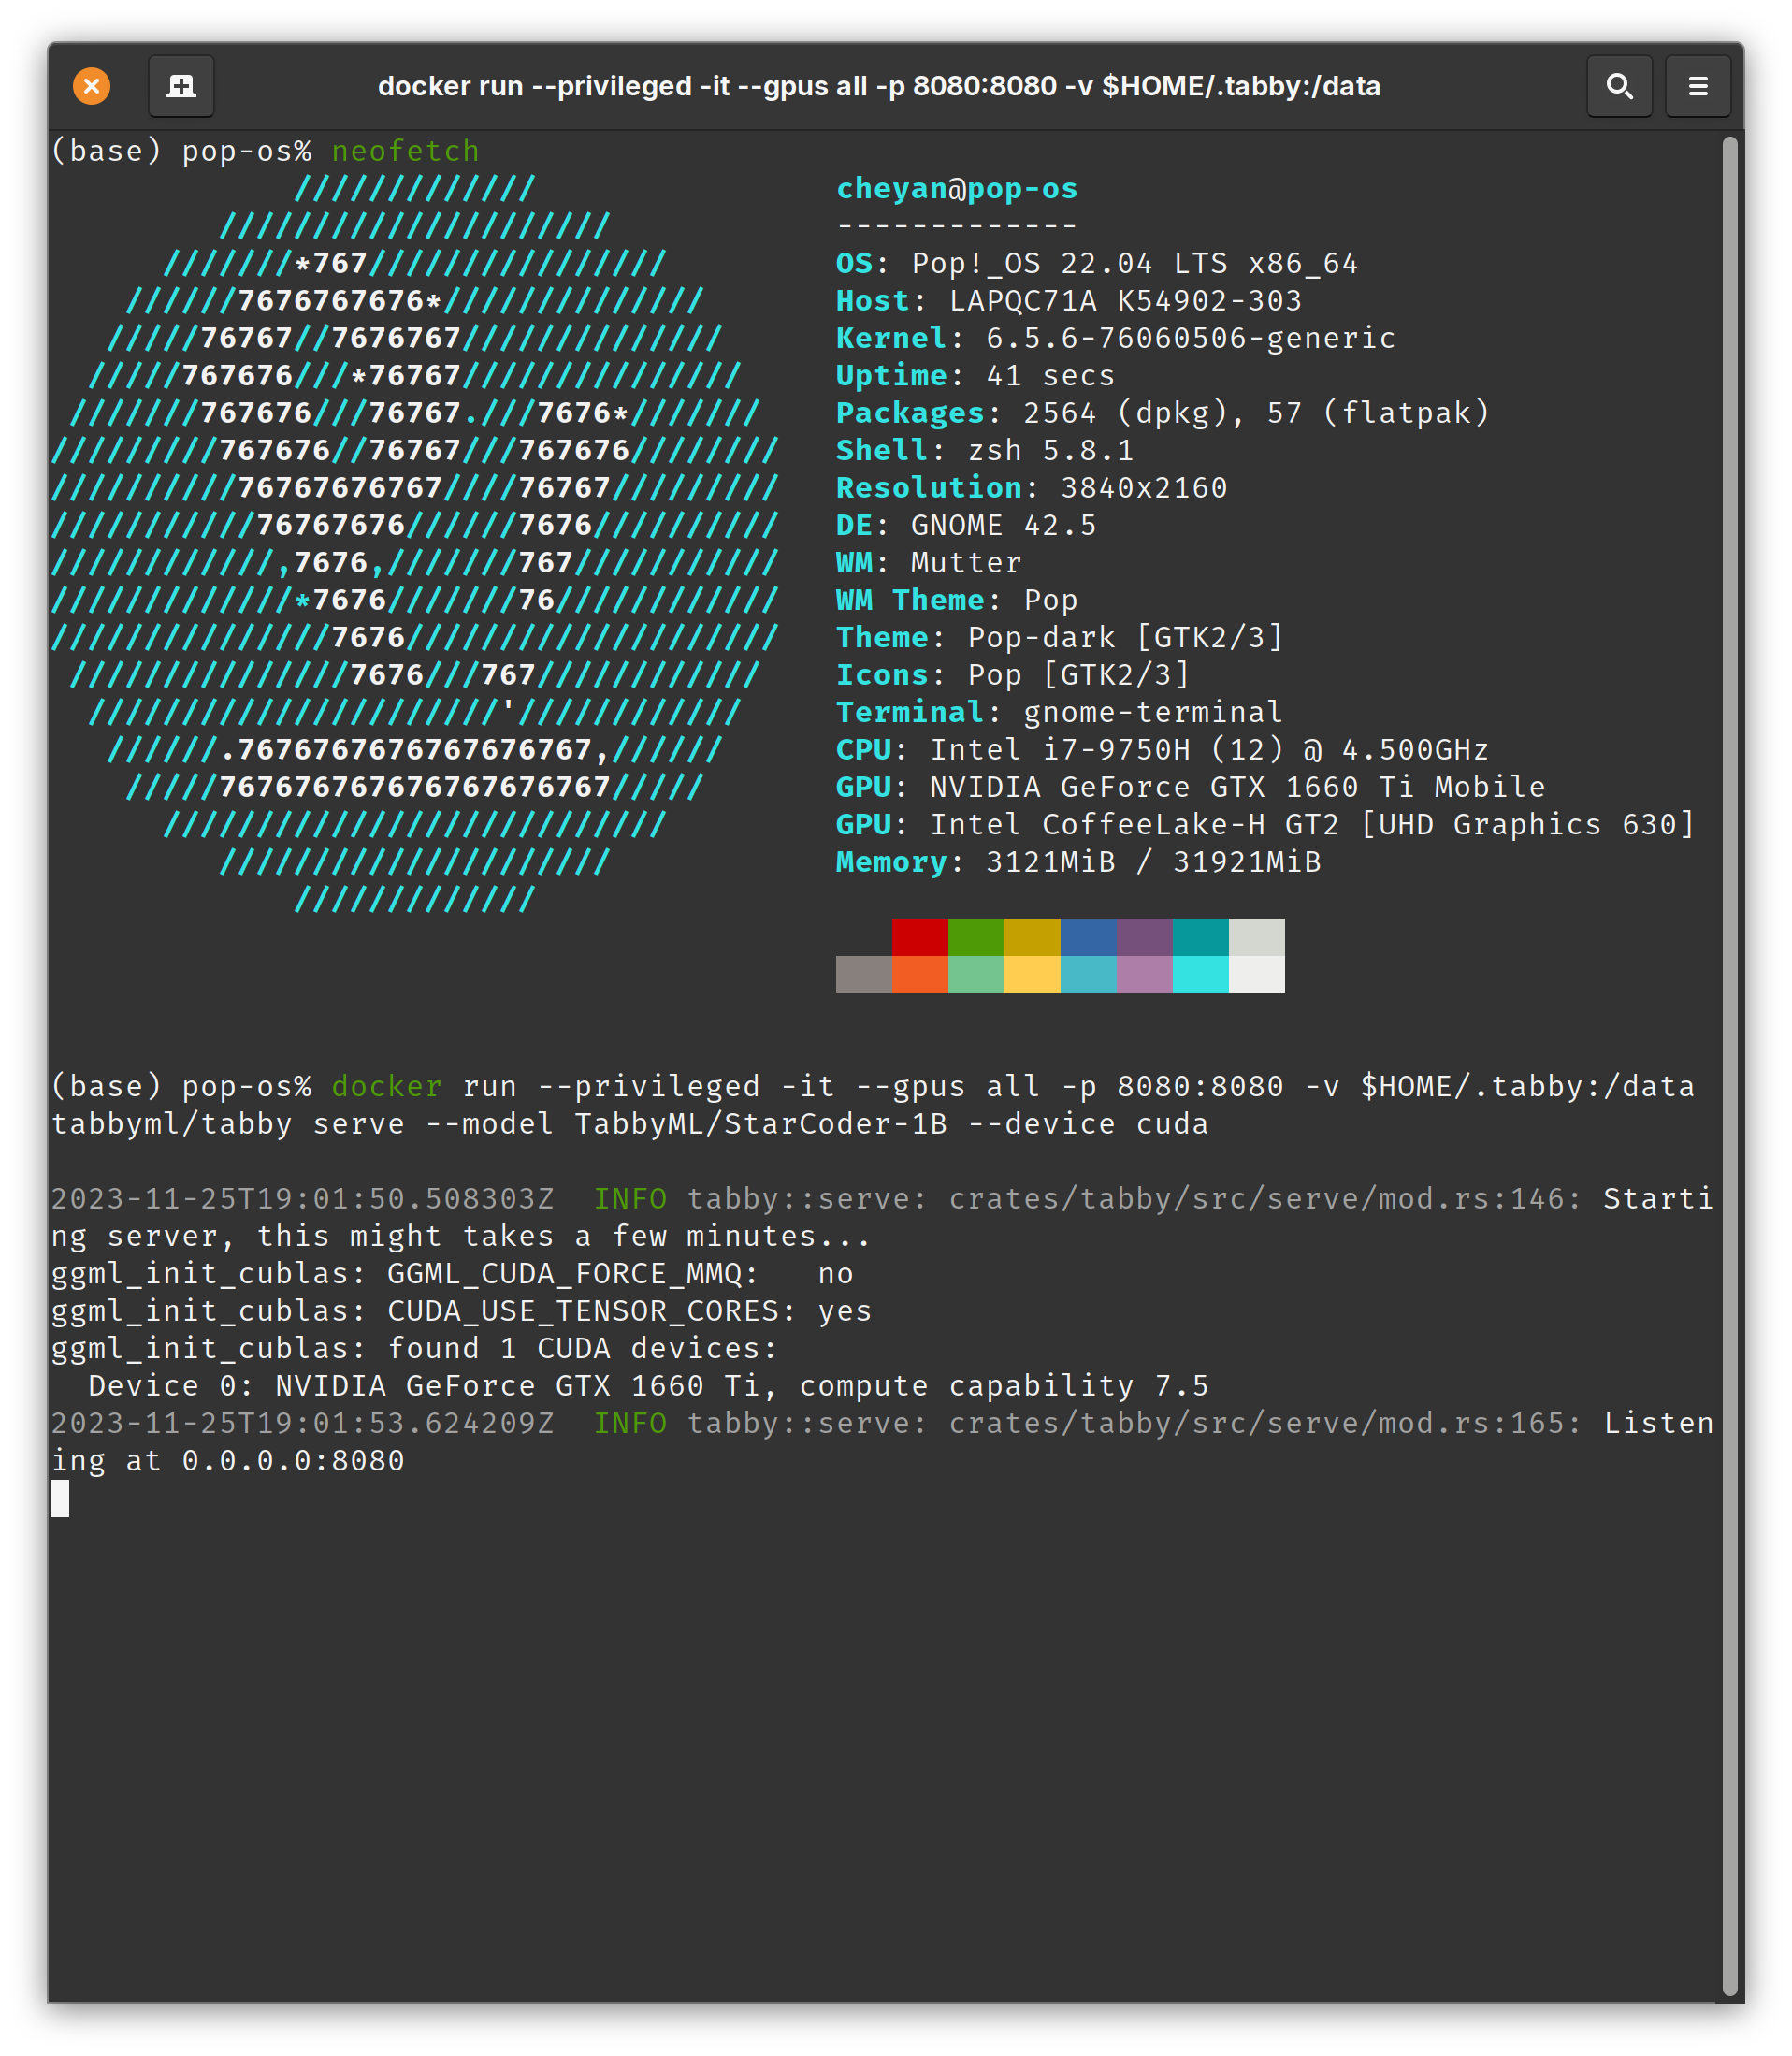 docker run --privileged -it --gpus all -p 8080:8080 -v $HOME/.tabby:/data
(base) pop-os% neofetch
             /////////////                cheyan@pop-os
         /////////////////////            -------------
      ///////*767////////////////         OS: Pop!_OS 22.04 LTS x86_64
    //////7676767676*//////////////       Host: LAPQC71A K54902-303
   /////76767//7676767//////////////      Kernel: 6.5.6-76060506-generic
  /////767676///*76767///////////////     Uptime: 41 secs
 ///////767676///76767.///7676*///////    Packages: 2564 (dpkg), 57 (flatpak)
/////////767676//76767///767676////////   Shell: zsh 5.8.1
//////////76767676767////76767/////////   Resolution: 3840x2160
///////////76767676//////7676//////////   DE: GNOME 42.5
////////////,7676,///////767///////////   WM: Mutter
/////////////*7676///////76////////////   WM Theme: Pop
///////////////7676////////////////////   Theme: Pop-dark [GTK2/3]
 ///////////////7676///767////////////    Icons: Pop [GTK2/3]
  //////////////////////'////////////     Terminal: gnome-terminal
   //////.7676767676767676767,//////      CPU: Intel i7-9750H (12) @ 4.500GHz
    /////767676767676767676767/////       GPU: NVIDIA GeForce GTX 1660 Ti Mobile
      ///////////////////////////         GPU: Intel CoffeeLake-H GT2 [UHD Graphics 630]
         /////////////////////            Memory: 3121MiB / 31921MiB
             /////////////
(base) pop-os% docker run --privileged -it --gpus all -p 8080:8080 -v $HOME/.tabby:/data
tabbyml/tabby serve --model TabbyML/StarCoder-1B --device cuda
2023-11-25T19:01:50.508303Z  INFO tabby::serve: crates/tabby/src/serve/mod.rs:146: Starti
ng server, this might takes a few minutes...
ggml_init_cublas: GGML_CUDA_FORCE_MMQ:   no
ggml_init_cublas: CUDA_USE_TENSOR_CORES: yes
ggml_init_cublas: found 1 CUDA devices:
  Device 0: NVIDIA GeForce GTX 1660 Ti, compute capability 7.5
2023-11-25T19:01:53.624209Z  INFO tabby::serve: crates/tabby/src/serve/mod.rs:165: Listen
ing at 0.0.0.0:8080